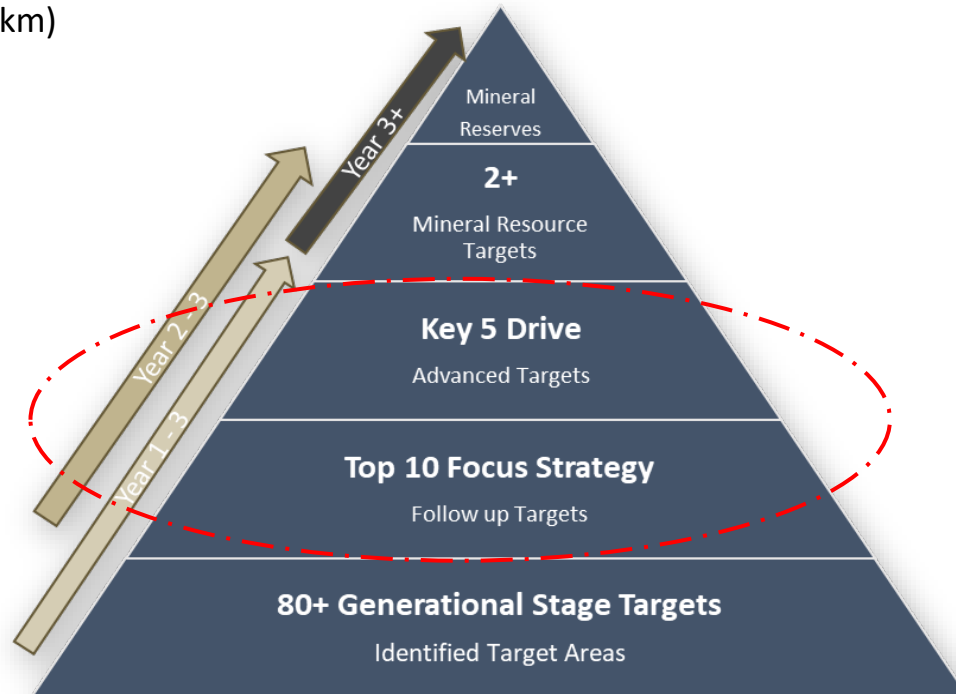 km)
Mineral
Reserves
Year 3+
2+
Mineral Resource
Targets
Year 2 - 3
Key 5 Drive
Advanced Targets
Year 1 - 3
Top 10 Focus Strategy
Follow up Targets
80+ Generational Stage Targets
Identified Target Areas